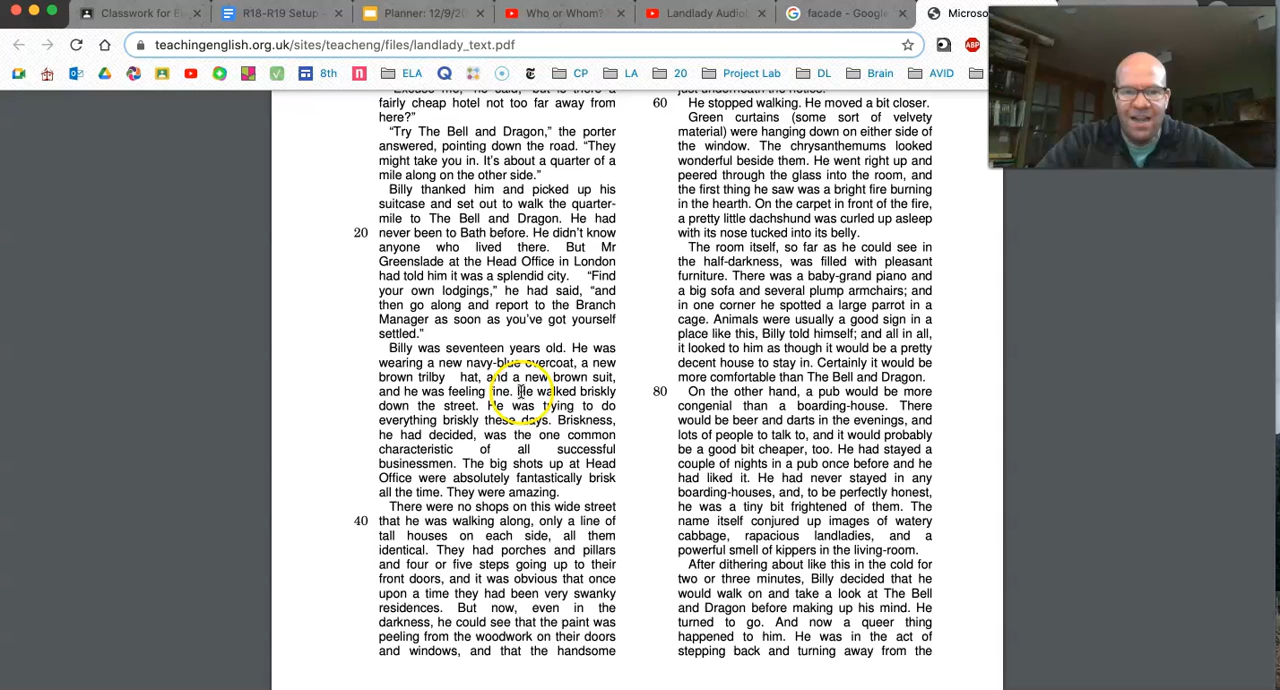 Classwork for E
R18-R19 Setup
Planner: 12/9/2
Who or Whom?
Landlady Audiol
facade - Google
Microso
teachingenglish.org.uk/sites/teacheng/files/landlady_text.pdf
ABP
8th
ELA
CP
LA
20
Project Lab
DL
Brain
AVID
"Excuse me," he said, "but is there a
fairly cheap hotel not too far away from
here?"
"Try The Bell and Dragon," the porter
answered, pointing down the road. "They
might take you in. It's about a quarter of a
mile along on the other side."
Billy thanked him and picked up his
suitcase and set out to walk the quarter-
mile to The Bell and Dragon. He had
20 never been to Bath before. He didn't know
anyone who lived there. But Mr
Greenslade at the Head Office in London
had told him it was a splendid city. "Find
your own lodgings," he had said, "and
then go along and report to the Branch
Manager as soon as you've got yourself
settled."
Billy was seventeen years old. He was
wearing a new navy-blue overcoat, a new
brown trilby hat, and a new brown suit,
and he was feeling fine. He walked briskly
down the street. He was trying to do
everything briskly these days. Briskness,
he had decided, was the one common
characteristic of all successful
businessmen. The big shots up at Head
Office were absolutely fantastically brisk
all the time. They were amazing.
There were no shops on this wide street
40 that he was walking along, only a line of
tall houses on each side, all them
identical. They had porches and pillars
and four or five steps going up to their
front doors, and it was obvious that once
upon a time they had been very swanky
residences. But now, even in the
darkness, he could see that the paint was
peeling from the woodwork on their doors
and windows, and that the handsome
just underneath the notice.
60 He stopped walking. He moved a bit closer.
Green curtains (some sort of velvety
material) were hanging down on either side of
the window. The chrysanthemums looked
wonderful beside them. He went right up and
peered through the glass into the room, and
the first thing he saw was a bright fire burning
in the hearth. On the carpet in front of the fire,
a pretty little dachshund was curled up asleep
with its nose tucked into its belly.
The room itself, so far as he could see in
the half-darkness, was filled with pleasant
furniture. There was a baby-grand piano and
a big sofa and several plump armchairs; and
in one corner he spotted a large parrot in a
cage. Animals were usually a good sign in a
place like this, Billy told himself; and all in all,
it looked to him as though it would be a pretty
decent house to stay in. Certainly it would be
more comfortable than The Bell and Dragon.
80 On the other hand, a pub would be more
congenial than a boarding-house. There
would be beer and darts in the evenings, and
lots of people to talk to, and it would probably
be a good bit cheaper, too. He had stayed a
couple of nights in a pub once before and he
had liked it. He had never stayed in any
boarding-houses, and, to be perfectly honest,
he was a tiny bit frightened of them. The
name itself conjured up images of watery
cabbage, rapacious landladies, and a
powerful smell of kippers in the living-room.
After dithering about like this in the cold for
two or three minutes, Billy decided that he
would walk on and take a look at The Bell
and Dragon before making up his mind. He
turned to go. And now a queer thing
happened to him. He was in the act of
stepping back and turning away from the